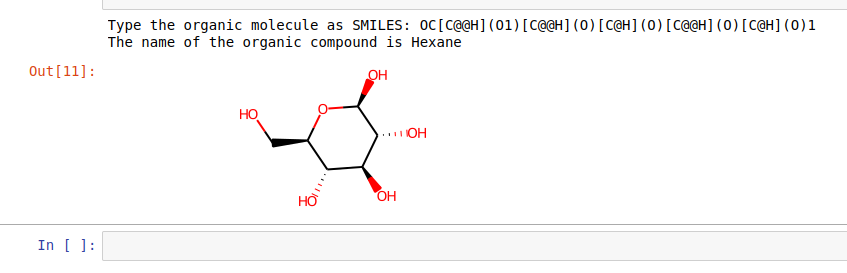 Type the organic molecule as SMILES: OC[C@@H](O1)[C@@H](O)[C@H](O)[C@@H](O)[C@H](O)1
The name of the organic compound is Hexane
Out[11]:
OH
HO
O
OH
HO
OH
In [ ]: